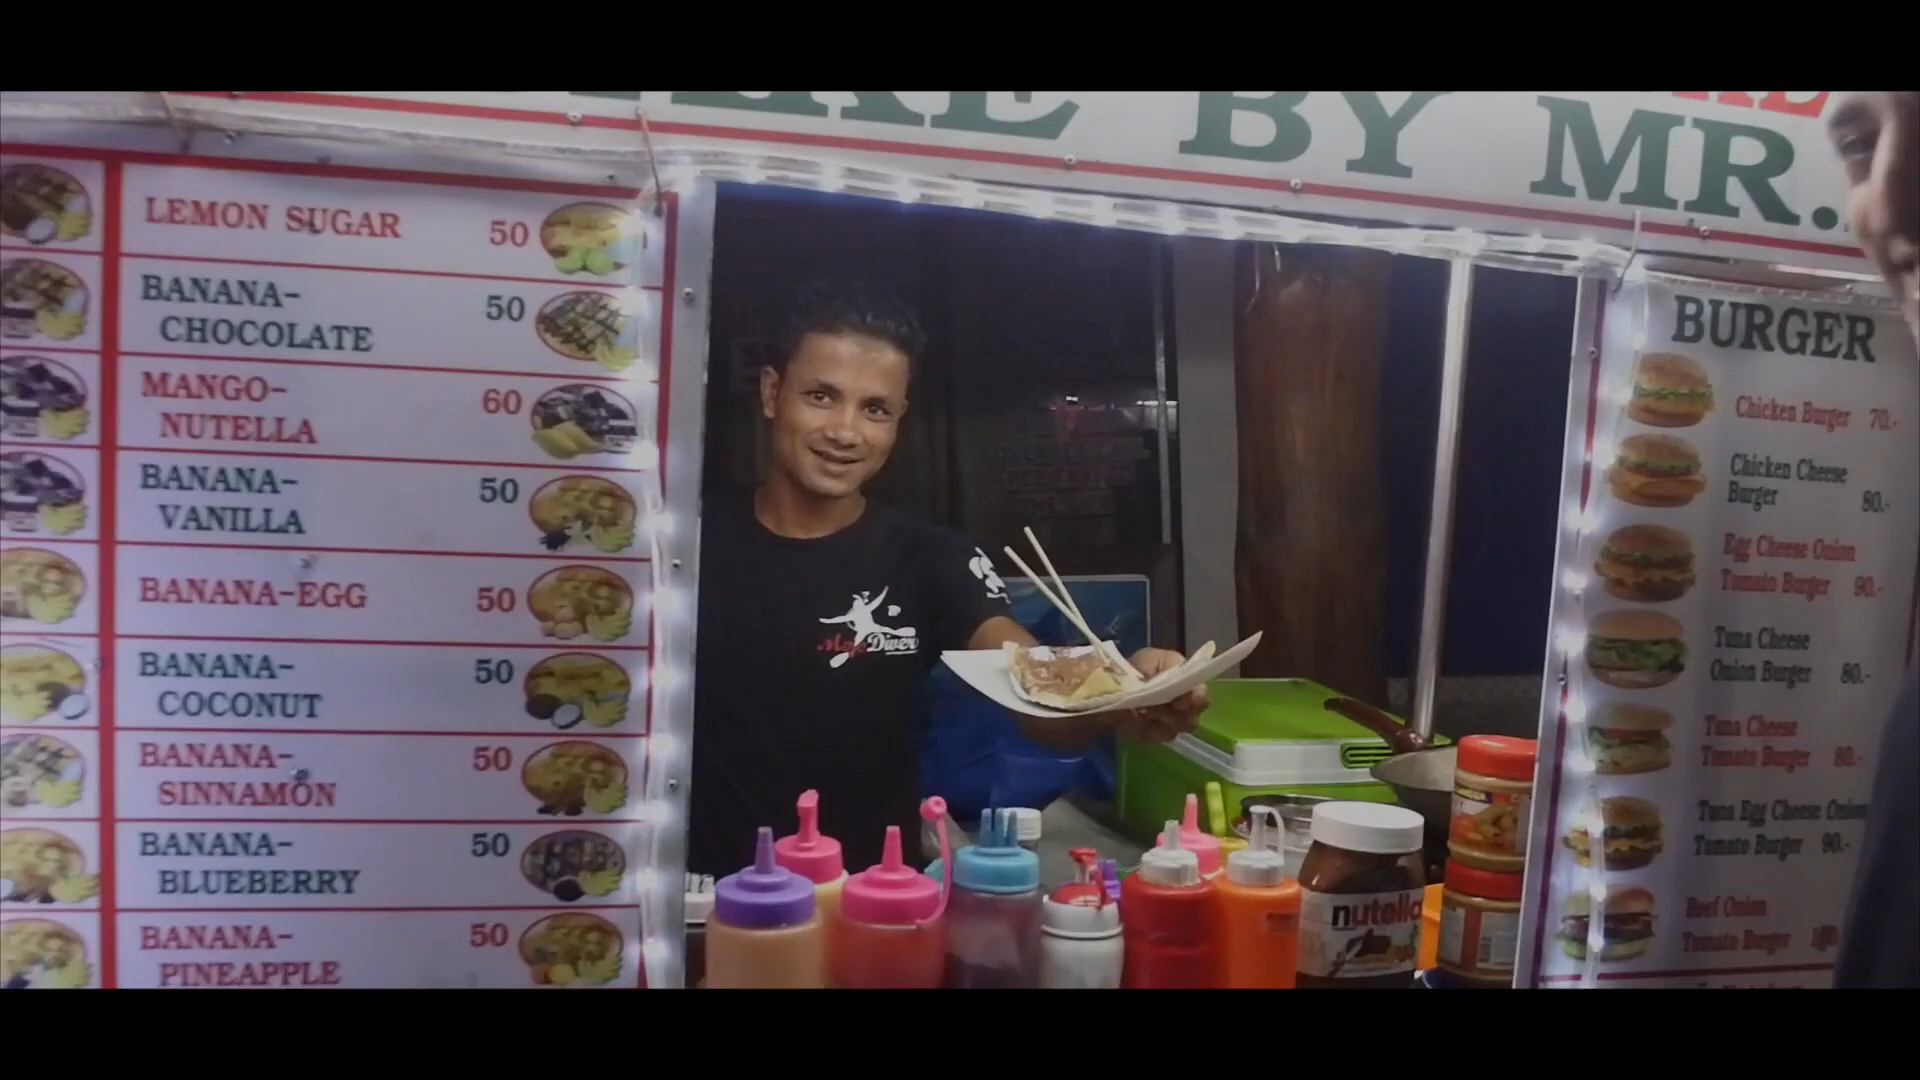 BY MR.
LEMON SUGAR 50
BANANA- 50
CHOCOLATE
MANGO- 60
NUTELLA
BANANA- 50
VANILLA
BANANA-EGG 50
BANANA- 50
COCONUT
BANANA- 50
SINNAMON
BANANA- 50
BLUEBERRY
BANANA- 50
PINEAPPLE
Diver
nutella
BURGER
Chicken Burger 70.-
Chicken Cheese
Burger 80.-
Egg Cheese Onion
Tomato Burger 90.-
Tuna Cheese
Onion Burger 80.-
Tuna Cheese
Tomato Burger 80.-
Tuna Egg Cheese Onion
Tomato Burger 90.-
Beef Onion
Tomato Burger